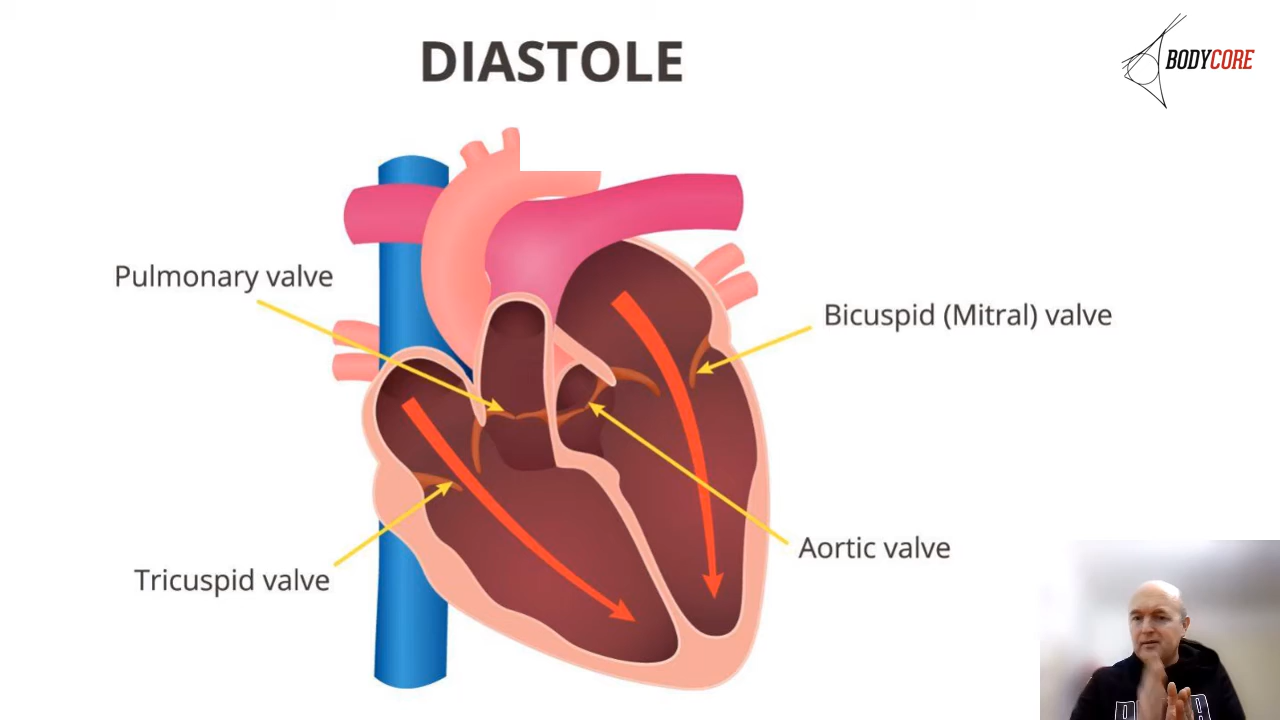 DIASTOLE
BODYCORE
Pulmonary valve
Bicuspid (Mitral) valve
Aortic valve
Tricuspid valve